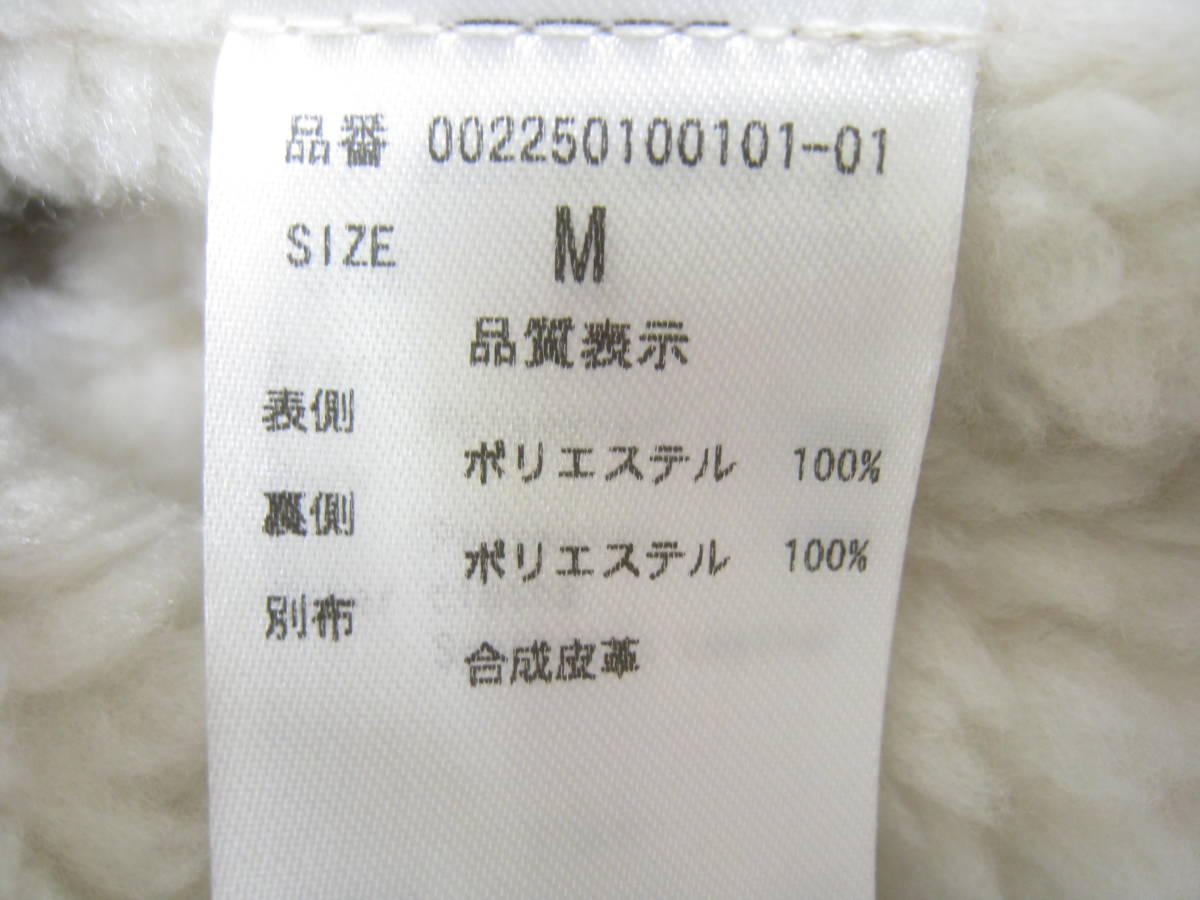 品番 002250100101-01
SIZE M
品質表示
表側
ポリエステル 100%
裏側
ポリエステル 100%
別布
合成皮革